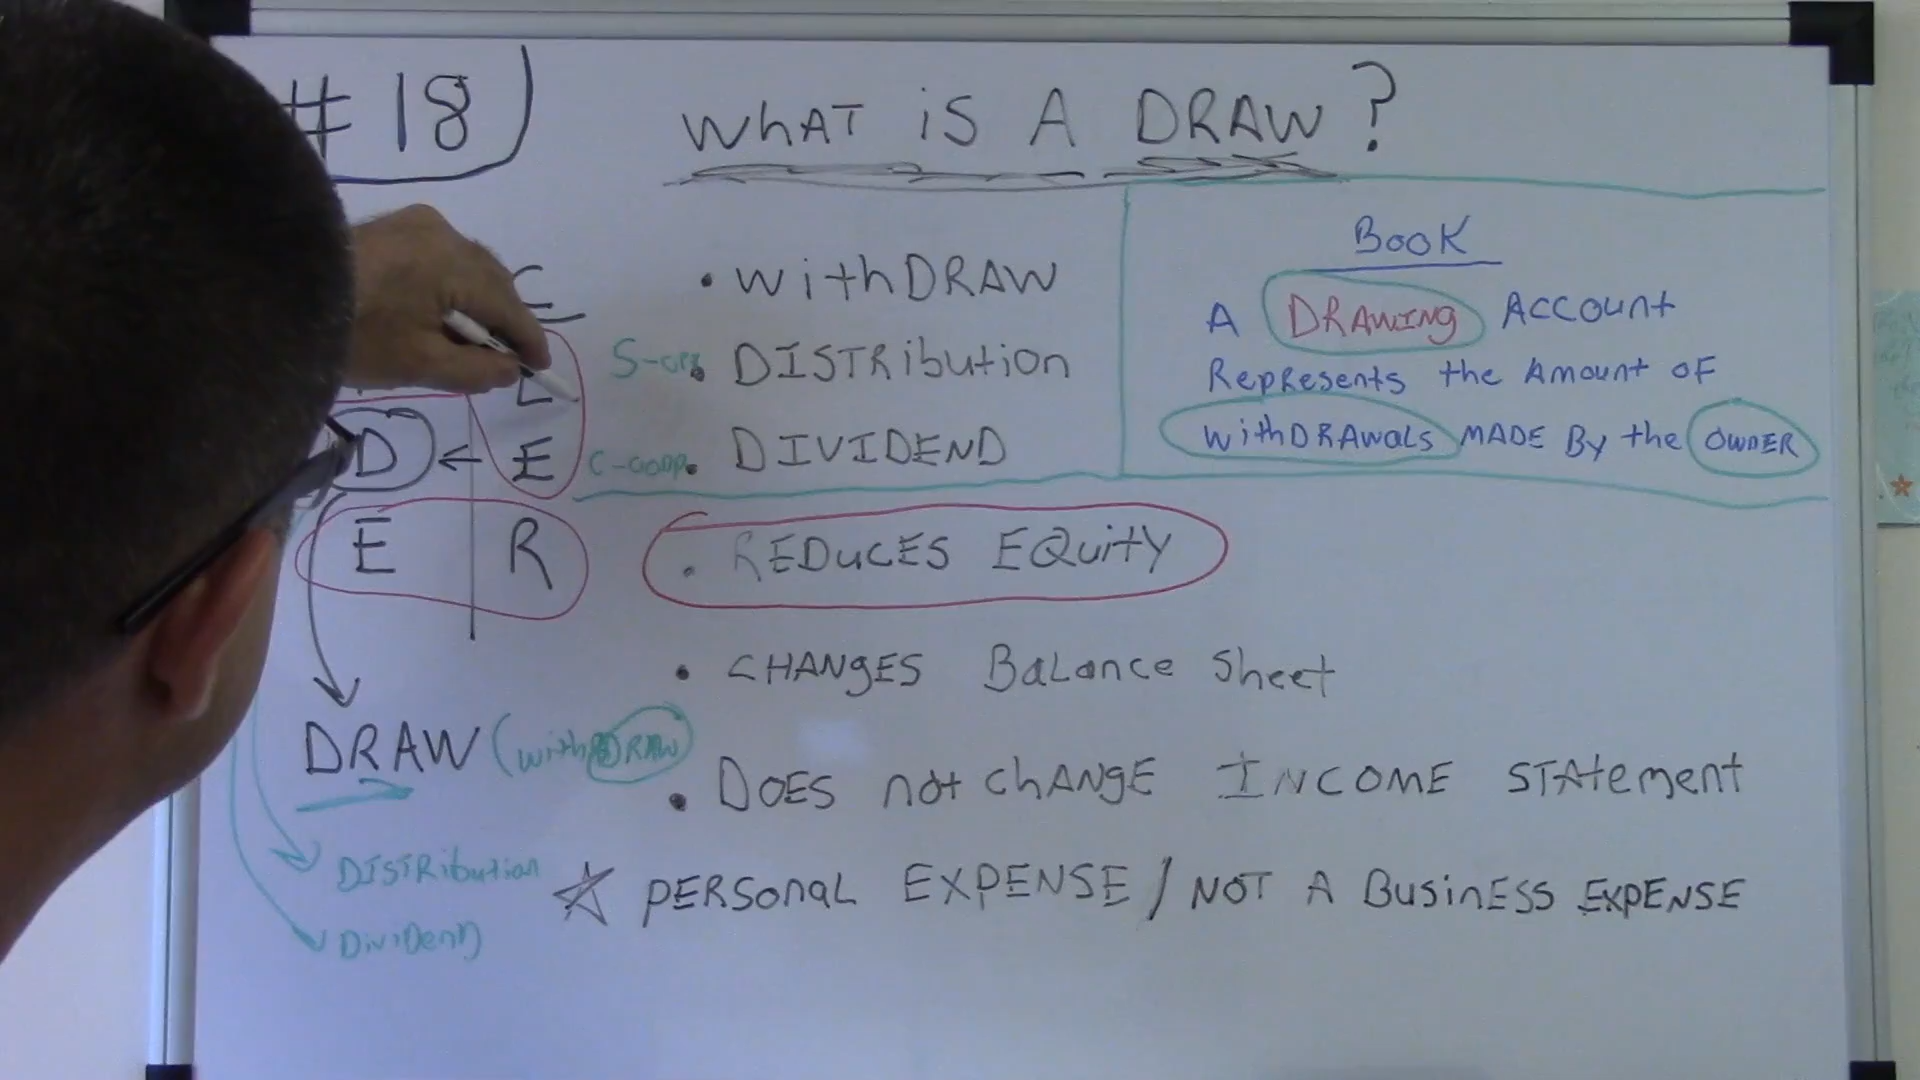 # 18
WhAT iS A DRAW?
C
• withDRAW
S-corp • DISTRibution
C-corp • DIVIDEND
BooK
A DRAWING ACCOUNT
RePResents the Amount OF
withDRAWALS MADE By the OWNER
L
D ← E
E R
• REDUCES EQuitY
• CHANGES BaLance Sheet
DRAW (withDRAW)
• DOES not chANGE INCOME STAtement
DISTRibution
DiviDenD
☆ PERSonaL EXPENSE / NOT A BusinESS EXPENSE